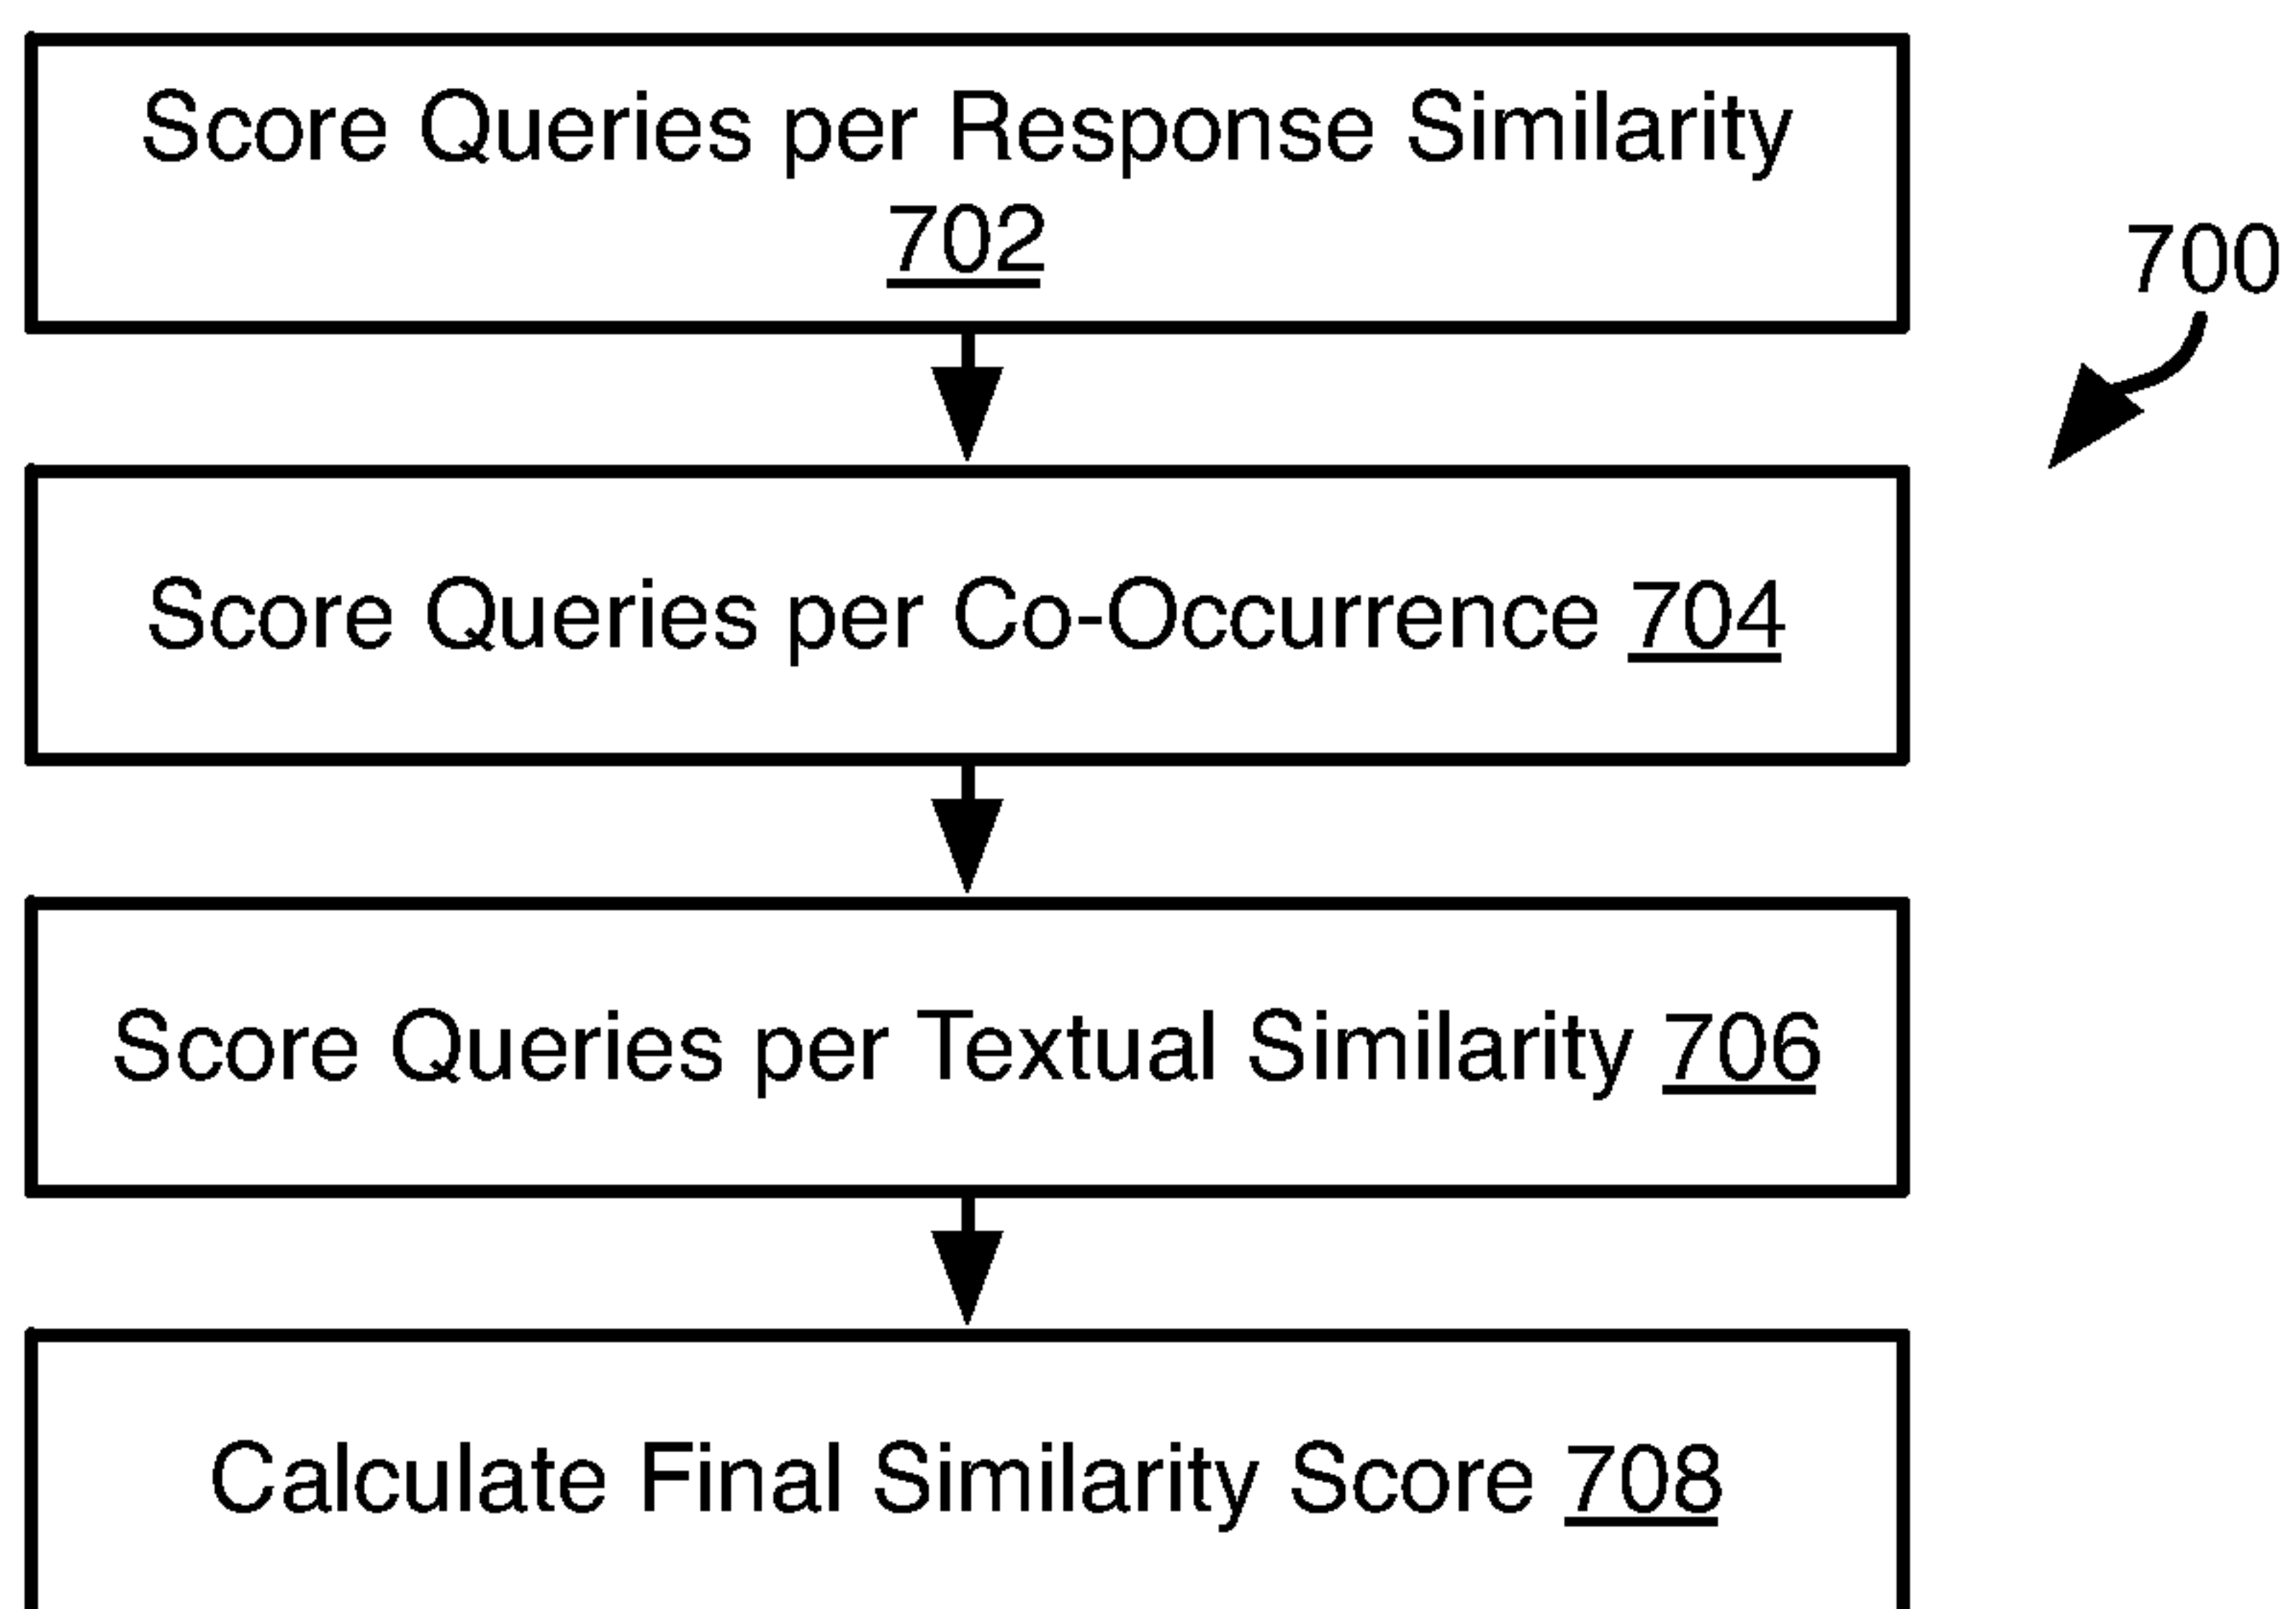 Score Queries per Response Similarity
702
700
Score Queries per Co-Occurrence 704
Score Queries per Textual Similarity 706
Calculate Final Similarity Score 708